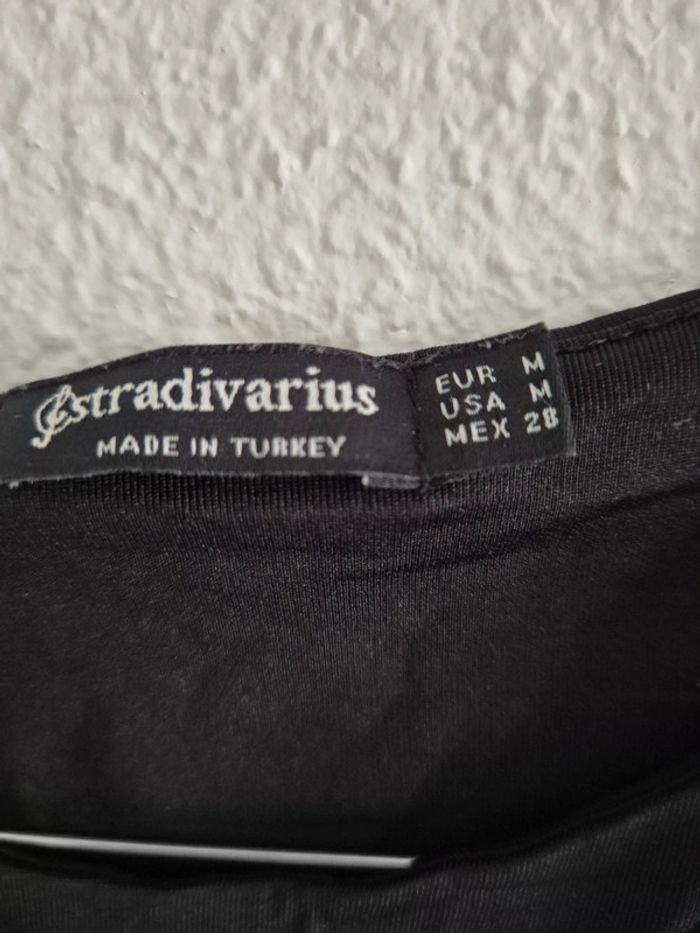 stradivarius
MADE IN TURKEY
EUR M
USA M
MEX 28